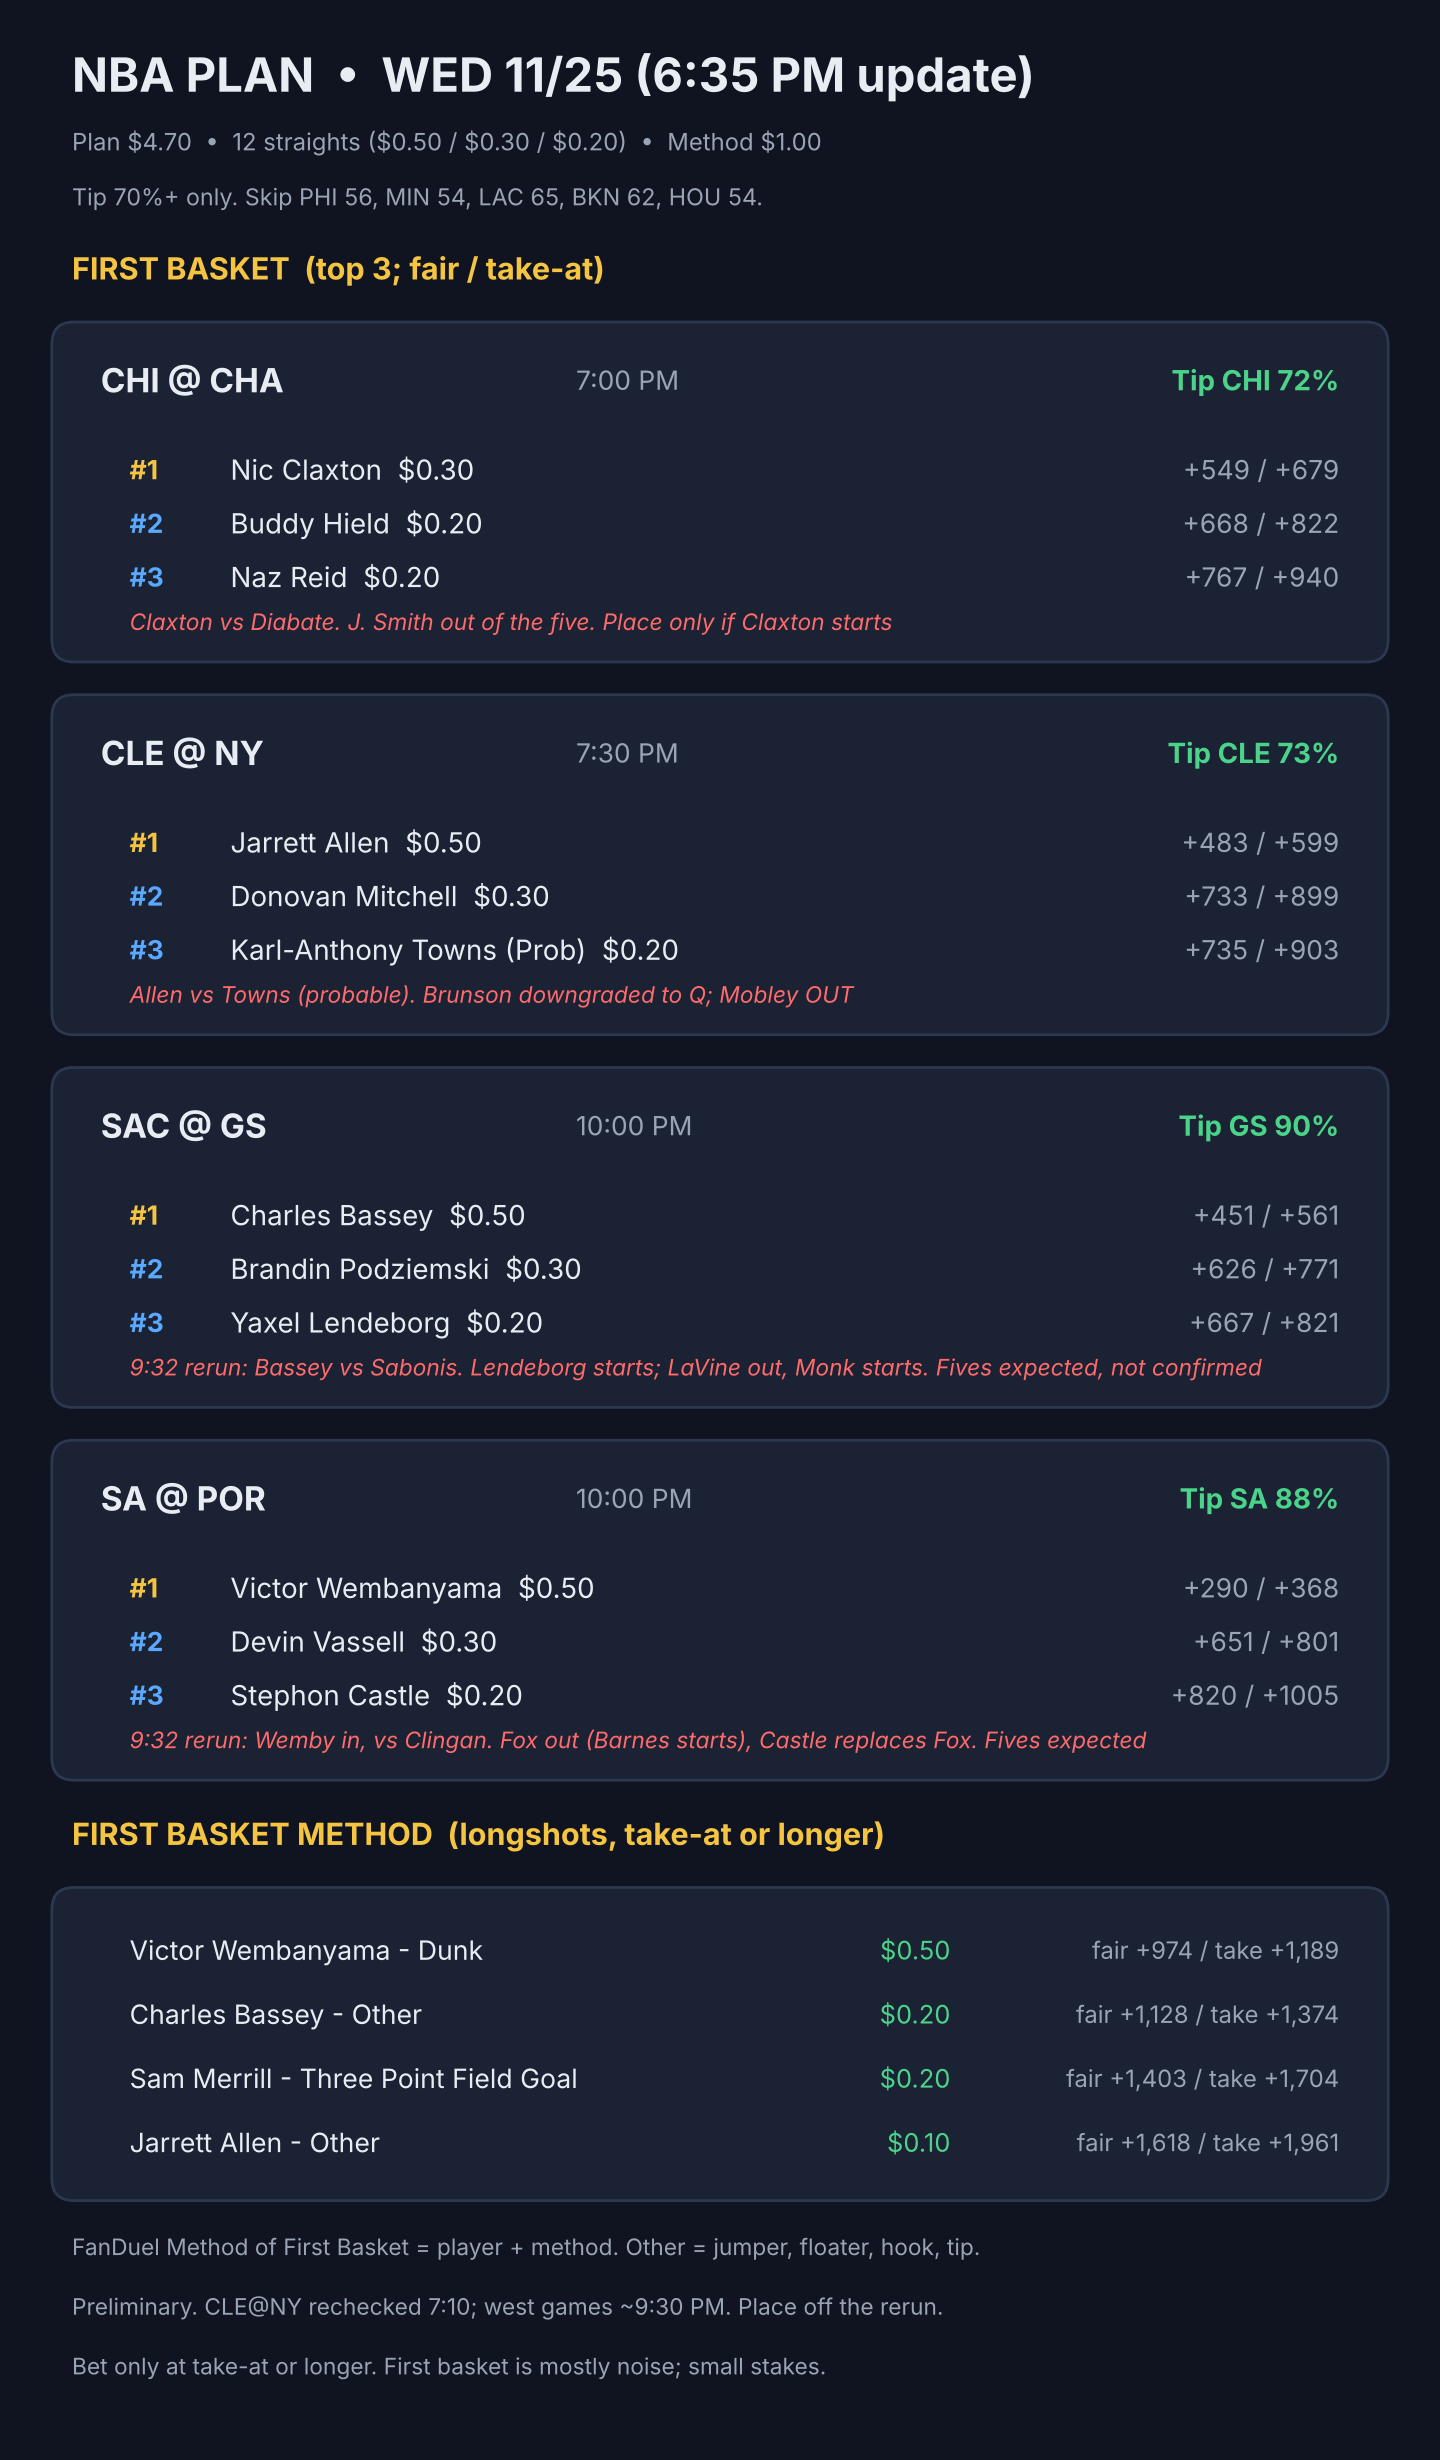 NBA PLAN • WED 11/25 (6:35 PM update)
Plan $4.70 • 12 straights ($0.50 / $0.30 / $0.20) • Method $1.00
Tip 70%+ only. Skip PHI 56, MIN 54, LAC 65, BKN 62, HOU 54.
FIRST BASKET (top 3; fair / take-at)
CHI @ CHA 7:00 PM Tip CHI 72%
#1 Nic Claxton $0.30 +549 / +679
#2 Buddy Hield $0.20 +668 / +822
#3 Naz Reid $0.20 +767 / +940
Claxton vs Diabate. J. Smith out of the five. Place only if Claxton starts
CLE @ NY 7:30 PM Tip CLE 73%
#1 Jarrett Allen $0.50 +483 / +599
#2 Donovan Mitchell $0.30 +733 / +899
#3 Karl-Anthony Towns (Prob) $0.20 +735 / +903
Allen vs Towns (probable). Brunson downgraded to Q; Mobley OUT
SAC @ GS 10:00 PM Tip GS 90%
#1 Charles Bassey $0.50 +451 / +561
#2 Brandin Podziemski $0.30 +626 / +771
#3 Yaxel Lendeborg $0.20 +667 / +821
9:32 rerun: Bassey vs Sabonis. Lendeborg starts; LaVine out, Monk starts. Fives expected, not confirmed
SA @ POR 10:00 PM Tip SA 88%
#1 Victor Wembanyama $0.50 +290 / +368
#2 Devin Vassell $0.30 +651 / +801
#3 Stephon Castle $0.20 +820 / +1005
9:32 rerun: Wemby in, vs Clingan. Fox out (Barnes starts), Castle replaces Fox. Fives expected
FIRST BASKET METHOD (longshots, take-at or longer)
Victor Wembanyama - Dunk $0.50 fair +974 / take +1,189
Charles Bassey - Other $0.20 fair +1,128 / take +1,374
Sam Merrill - Three Point Field Goal $0.20 fair +1,403 / take +1,704
Jarrett Allen - Other $0.10 fair +1,618 / take +1,961
FanDuel Method of First Basket = player + method. Other = jumper, floater, hook, tip.
Preliminary. CLE@NY rechecked 7:10; west games ~9:30 PM. Place off the rerun.
Bet only at take-at or longer. First basket is mostly noise; small stakes.